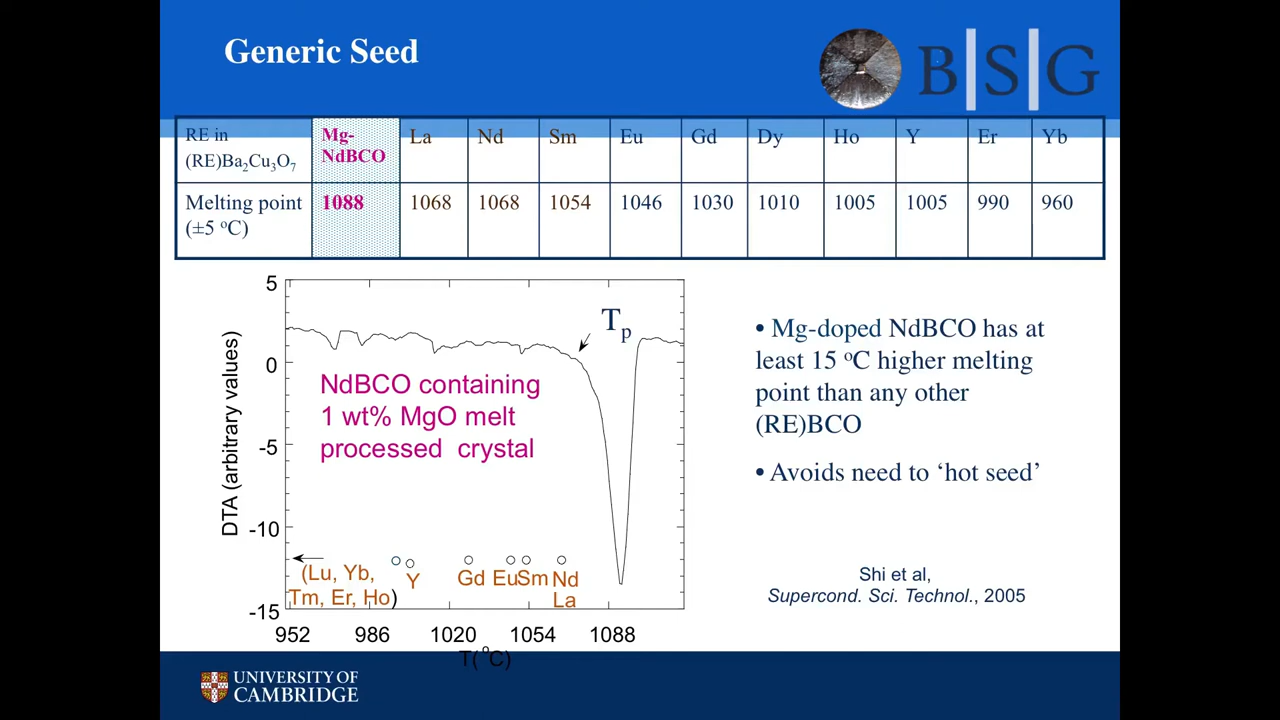 Generic Seed
B|S|G
RE in Mg- La Nd Sm Eu Gd Dy Ho Y Er Yb
(RE)Ba₂Cu₃O₇ NdBCO
Melting point 1088 1068 1068 1054 1046 1030 1010 1005 1005 990 960
(±5 ºC)
5
0
-5
-10
-15
DTA (arbitrary values)
Tₚ
NdBCO containing
1 wt% MgO melt
processed crystal
(Lu, Yb,
Tm, Er, Ho)
Y
Gd
Eu
Sm
Nd
La
952 986 1020 1054 1088
T(ºC)
• Mg-doped NdBCO has at
least 15 ºC higher melting
point than any other
(RE)BCO
• Avoids need to ‘hot seed’
Shi et al,
Supercond. Sci. Technol., 2005
UNIVERSITY OF
CAMBRIDGE